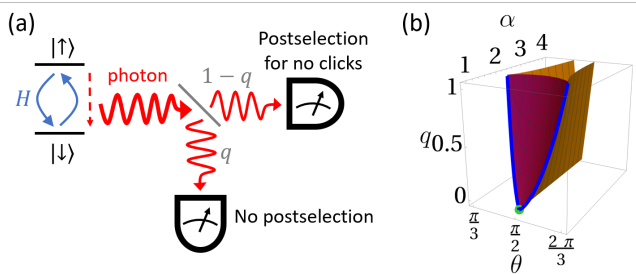 (a)
|↑⟩
H
|↓⟩
photon
1 − q
q
Postselection
for no clicks
No postselection
(b)
α
1 2 3 4
1
q 0.5
0
π/3 π/2 2π/3
θ